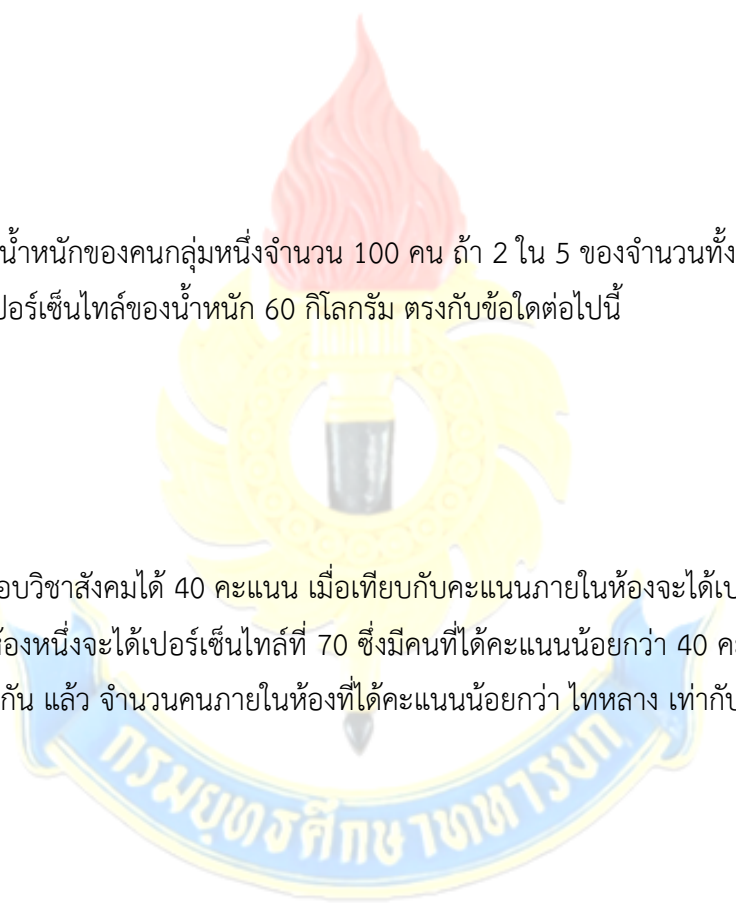 น้ำหนักของคนกลุ่มหนึ่งจำนวน 100 คน ถ้า 2 ใน 5 ของจำนวนทั้ง
ปอร์เซ็นไทล์ของน้ำหนัก 60 กิโลกรัม ตรงกับข้อใดต่อไปนี้
อบวิชาสังคมได้ 40 คะแนน เมื่อเทียบกับคะแนนภายในห้องจะได้เป
ห้องหนึ่งจะได้เปอร์เซ็นไทล์ที่ 70 ซึ่งมีคนที่ได้คะแนนน้อยกว่า 40 คะ
กัน แล้ว จำนวนคนภายในห้องที่ได้คะแนนน้อยกว่า ไทหลาง เท่ากับ
กรมยุทธศึกษาทหารบก